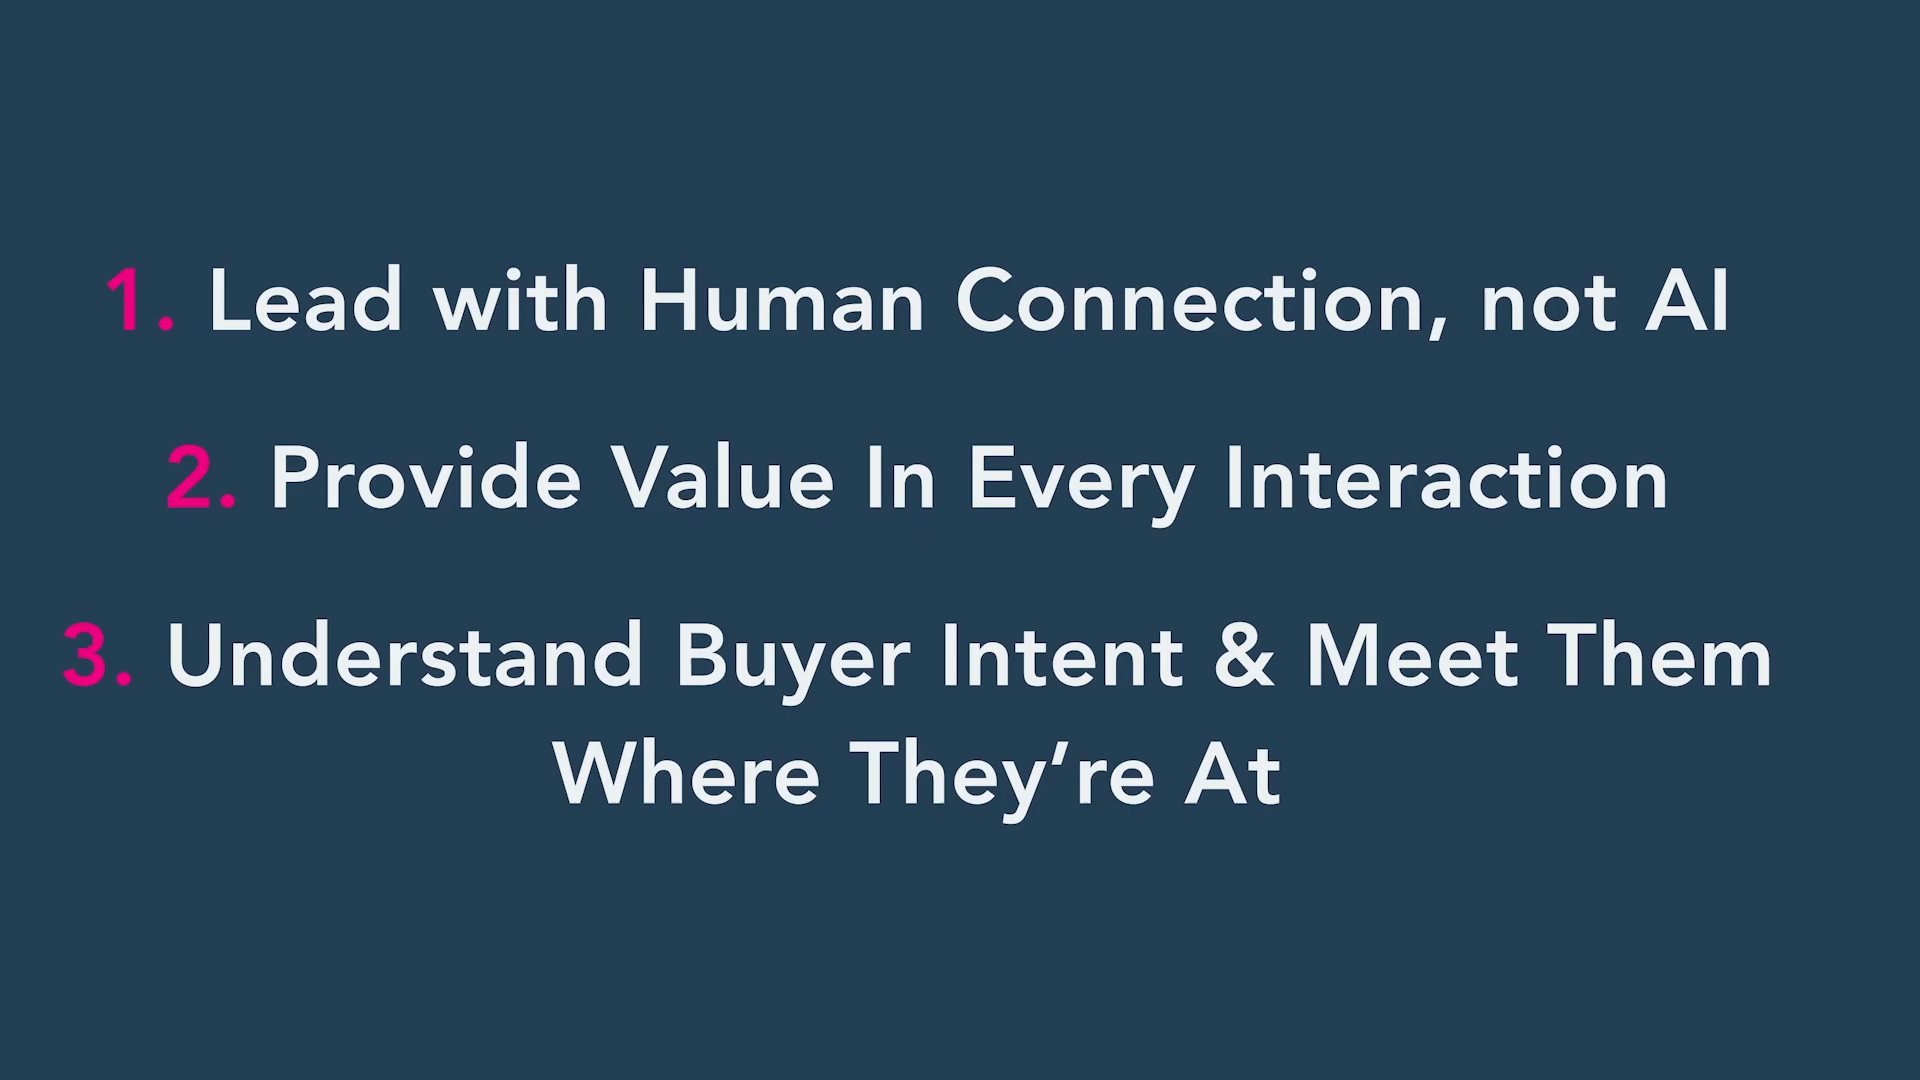 1. Lead with Human Connection, not AI
2. Provide Value In Every Interaction
3. Understand Buyer Intent & Meet Them
Where They’re At